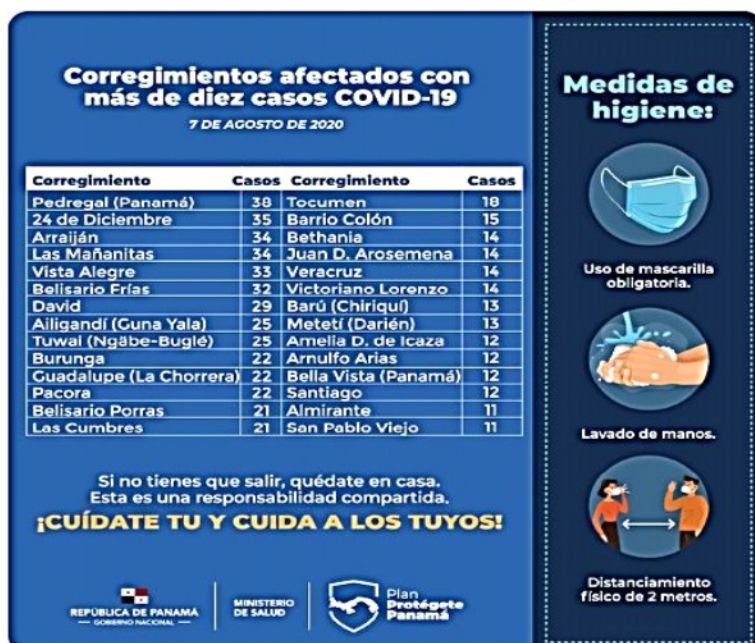 Corregimientos afectados con
más de diez casos COVID-19
7 DE AGOSTO DE 2020
Corregimiento Casos Corregimiento Casos
Pedregal (Panamá) 38 Tocumen 18
24 de Diciembre 35 Barrio Colón 15
Arraiján 34 Bethania 14
Las Mañanitas 34 Juan D. Arosemena 14
Vista Alegre 33 Veracruz 14
Belisario Frías 32 Victoriano Lorenzo 14
David 29 Barú (Chiriquí) 13
Ailigandí (Guna Yala) 25 Metetí (Darién) 13
Tuwai (Ngäbe-Buglé) 25 Amelia D. de Icaza 12
Burunga 22 Arnulfo Arias 12
Guadalupe (La Chorrera) 22 Bella Vista (Panamá) 12
Pacora 22 Santiago 12
Belisario Porras 21 Almirante 11
Las Cumbres 21 San Pablo Viejo 11
Si no tienes que salir, quédate en casa.
Esta es una responsabilidad compartida.
¡CUÍDATE TU Y CUIDA A LOS TUYOS!
REPÚBLICA DE PANAMÁ
— GOBIERNO NACIONAL —
MINISTERIO
DE SALUD
Plan
Protégete
Panamá
Medidas de
higiene:
Uso de mascarilla
obligatoria.
Lavado de manos.
Distanciamiento
físico de 2 metros.